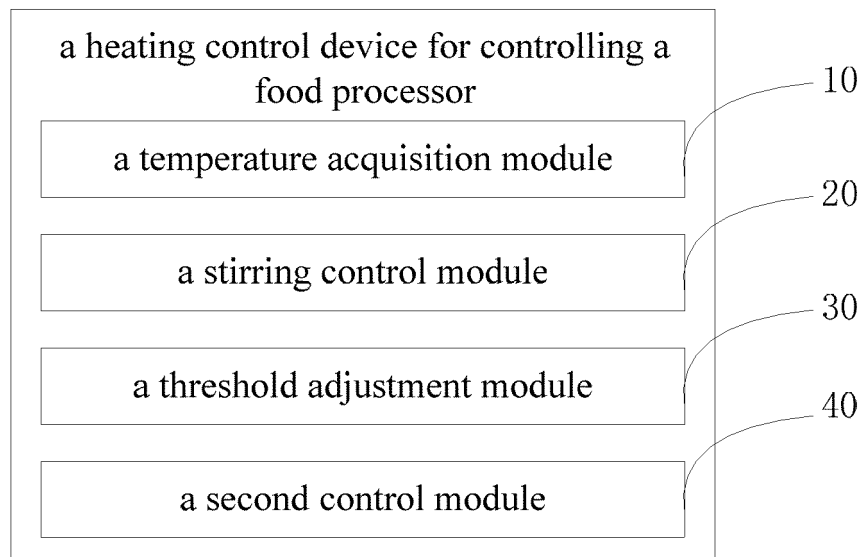 a heating control device for controlling a
food processor
10
a temperature acquisition module
20
a stirring control module
30
a threshold adjustment module
40
a second control module